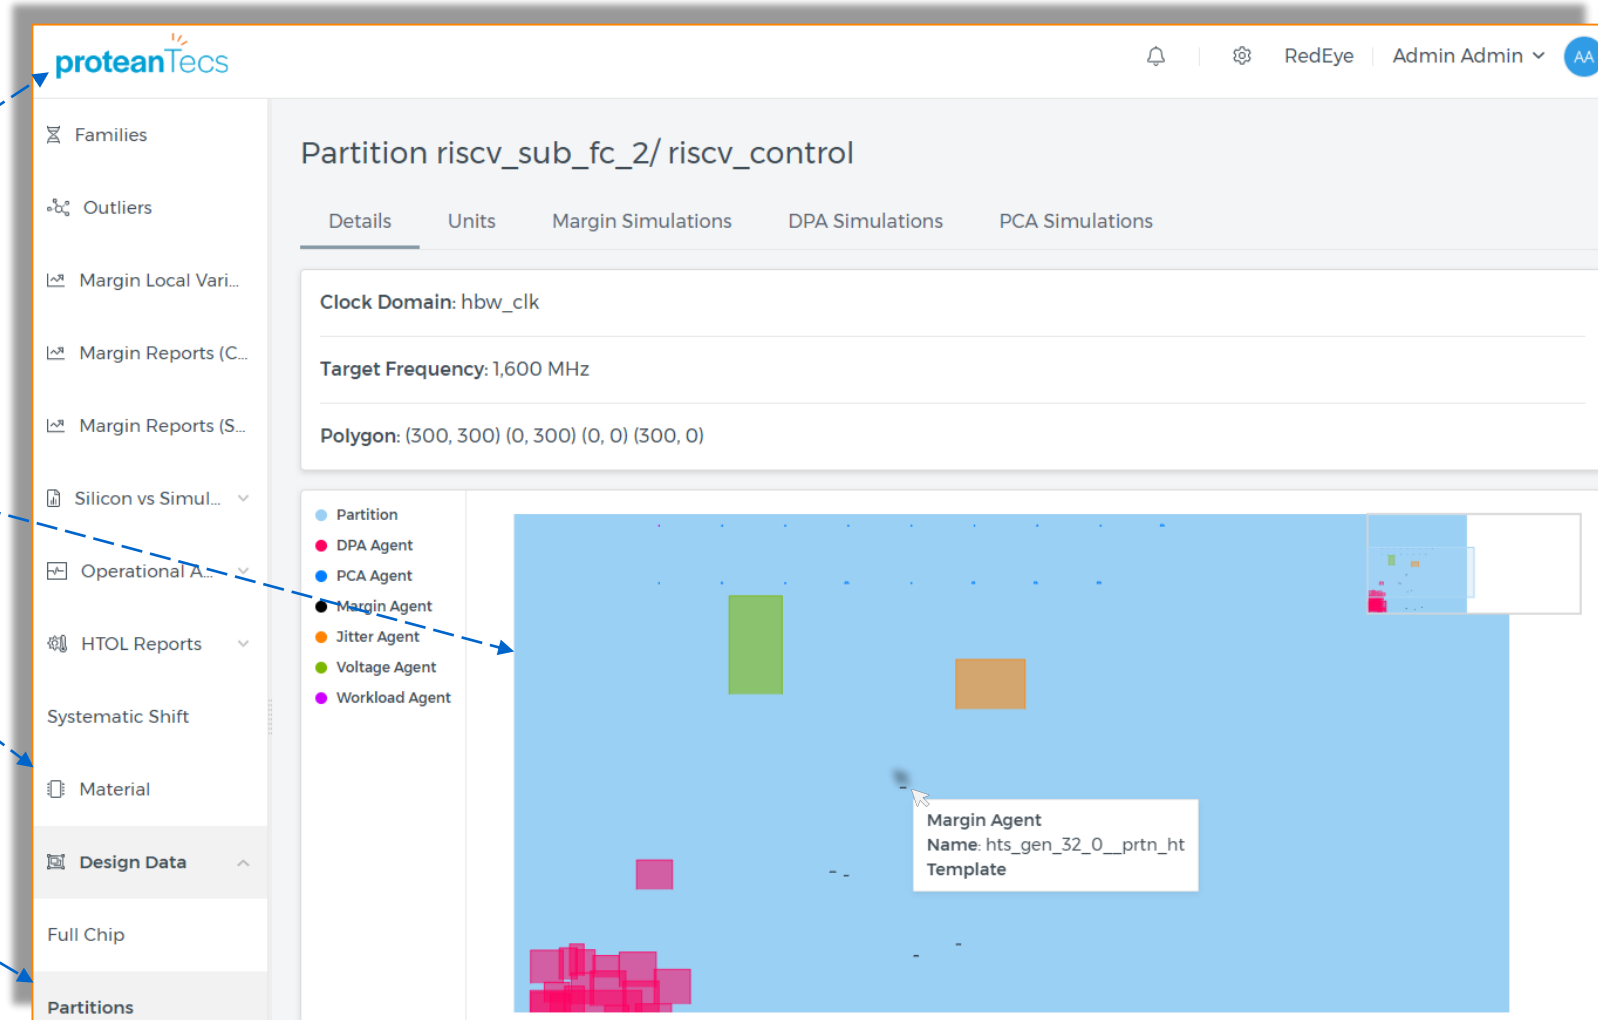 proteanTecs
RedEye
Admin Admin
AA
Families
Outliers
Margin Local Vari...
Margin Reports (C...
Margin Reports (S...
Silicon vs Simul...
Operational A...
HTOL Reports
Systematic Shift
Material
Design Data
Full Chip
Partitions
Partition riscv_sub_fc_2/ riscv_control
Details Units Margin Simulations DPA Simulations PCA Simulations
Clock Domain: hbw_clk
Target Frequency: 1,600 MHz
Polygon: (300, 300) (0, 300) (0, 0) (300, 0)
Partition
DPA Agent
PCA Agent
Margin Agent
Jitter Agent
Voltage Agent
Workload Agent
Margin Agent
Name: hts_gen_32_0__prtn_ht
Template